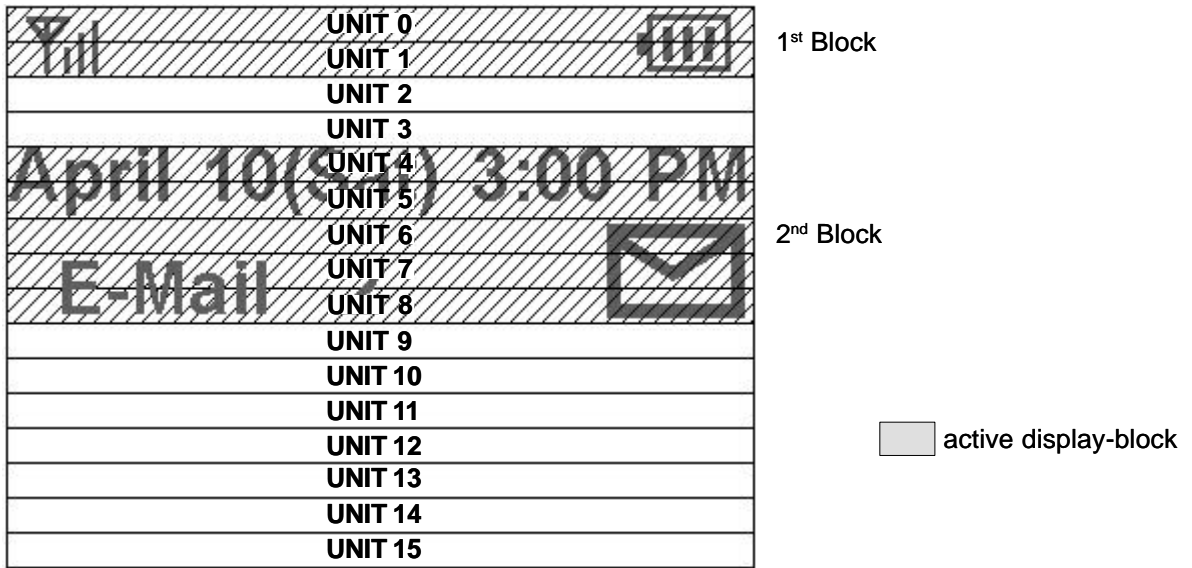 UNIT 0
UNIT 1
1st Block
UNIT 2
UNIT 3
April 10(Sat) 3:00 PM
UNIT 4
UNIT 5
UNIT 6
2nd Block
E-Mail
UNIT 7
UNIT 8
UNIT 9
UNIT 10
UNIT 11
UNIT 12
active display-block
UNIT 13
UNIT 14
UNIT 15